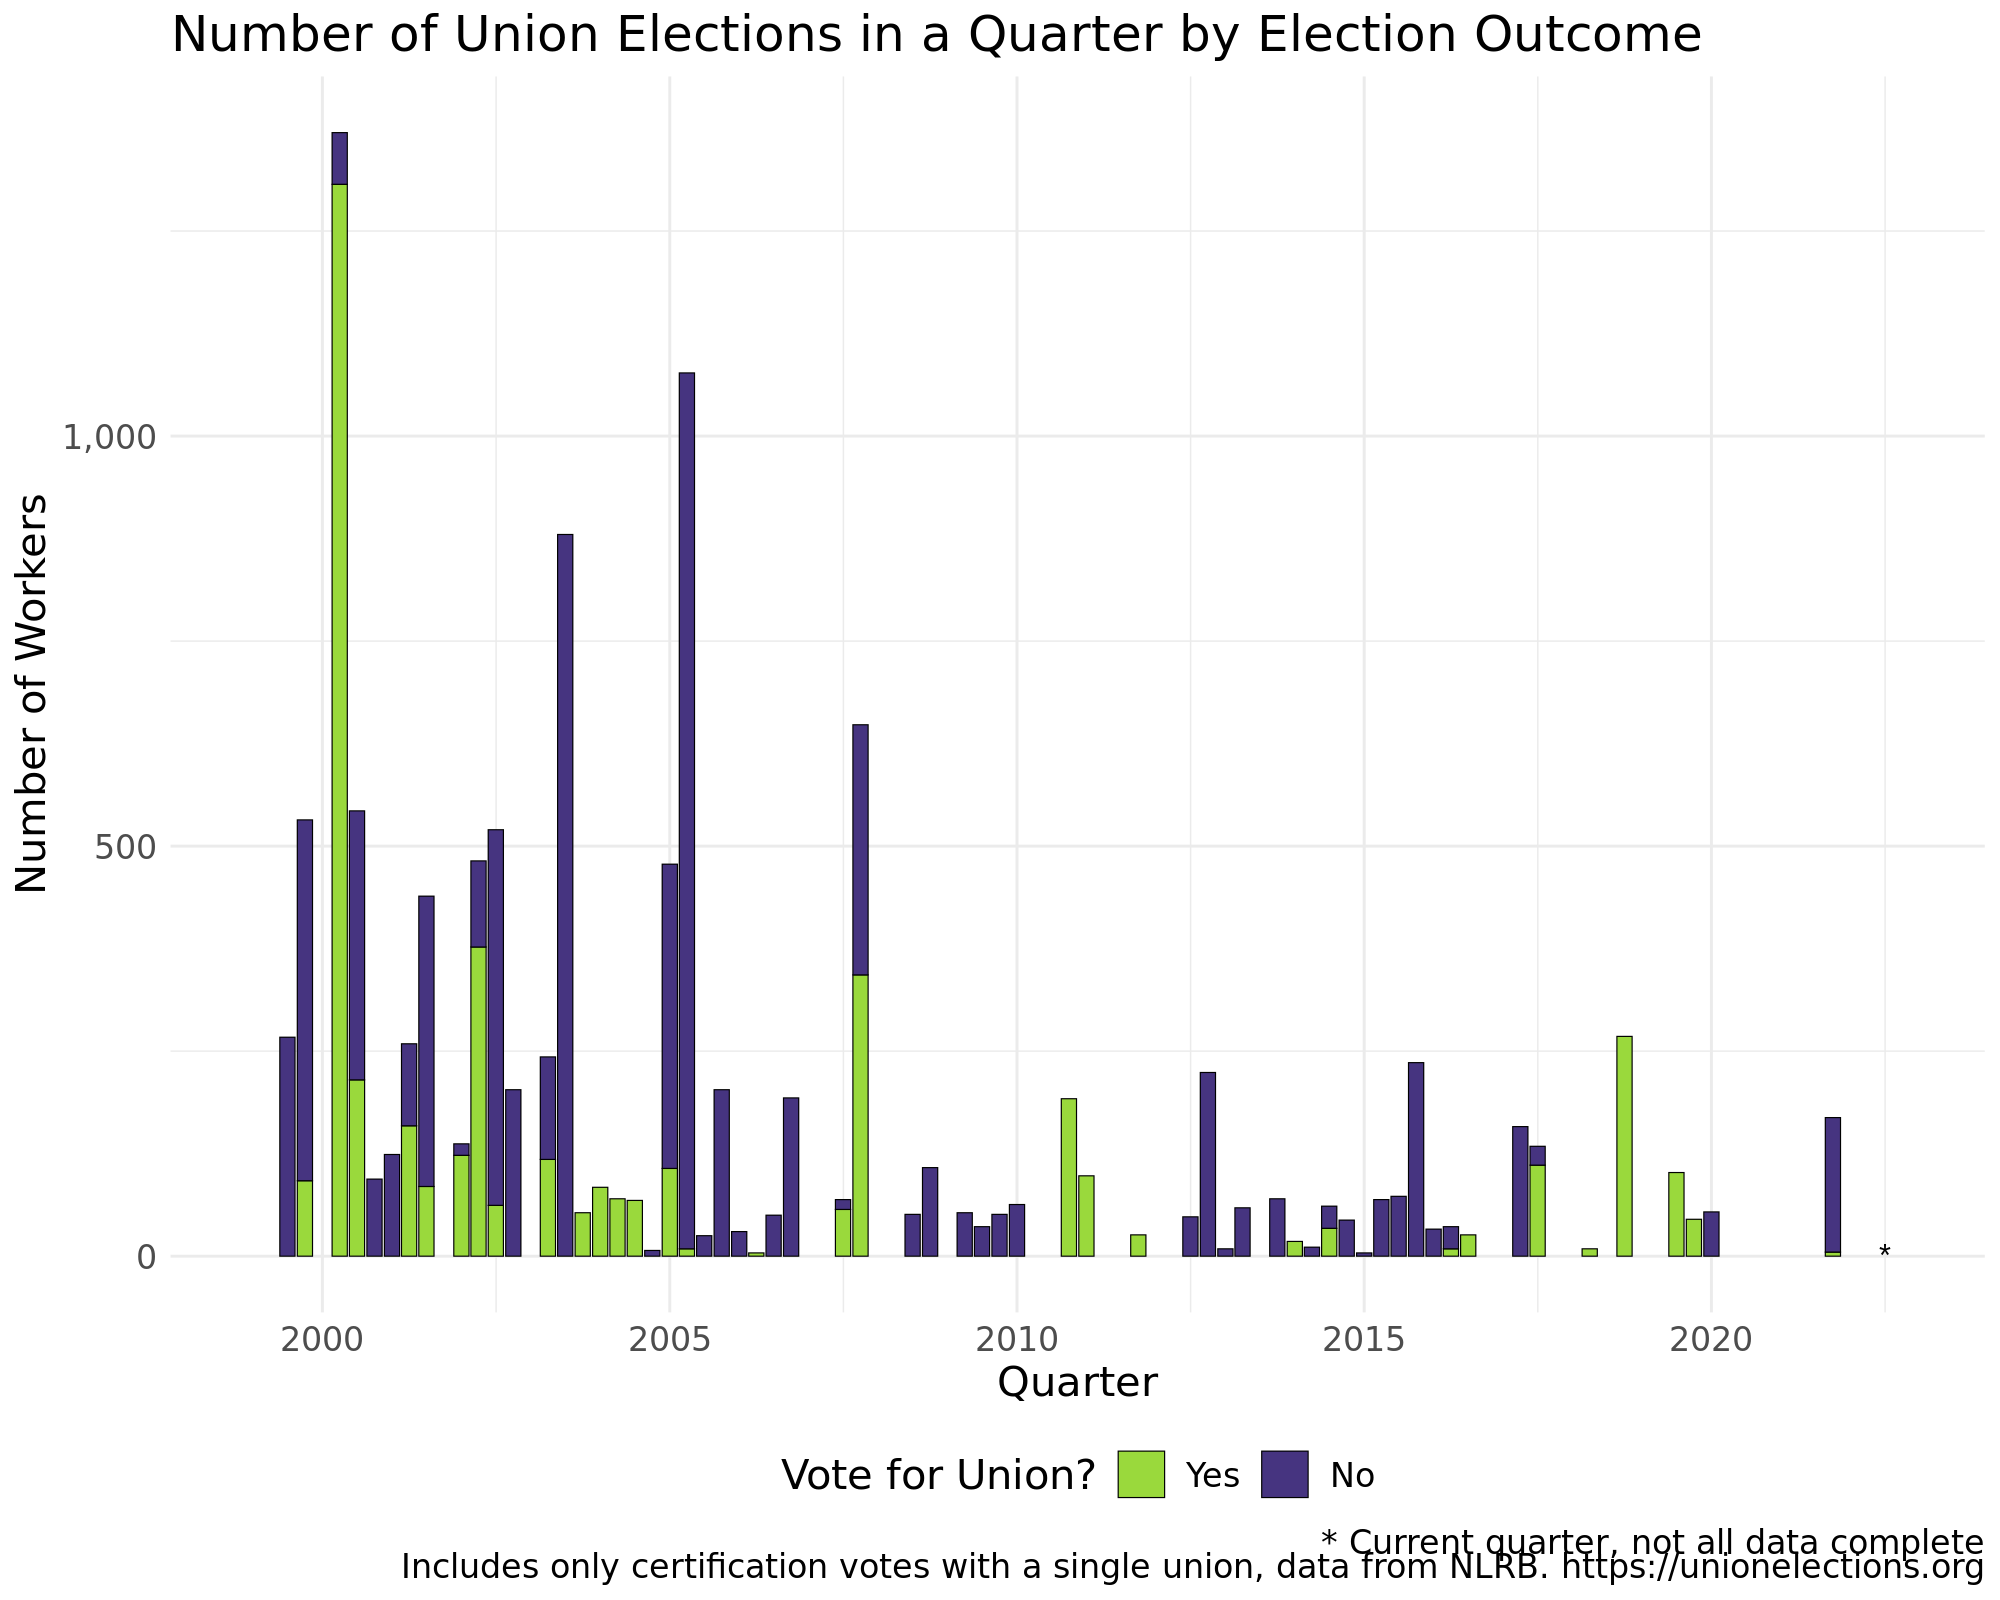 Number of Union Elections in a Quarter by Election Outcome
Number of Workers
1,000
500
0
*
2000 2005 2010 2015 2020
Quarter
Vote for Union? Yes No
* Current quarter, not all data complete
Includes only certification votes with a single union, data from NLRB. https://unionelections.org